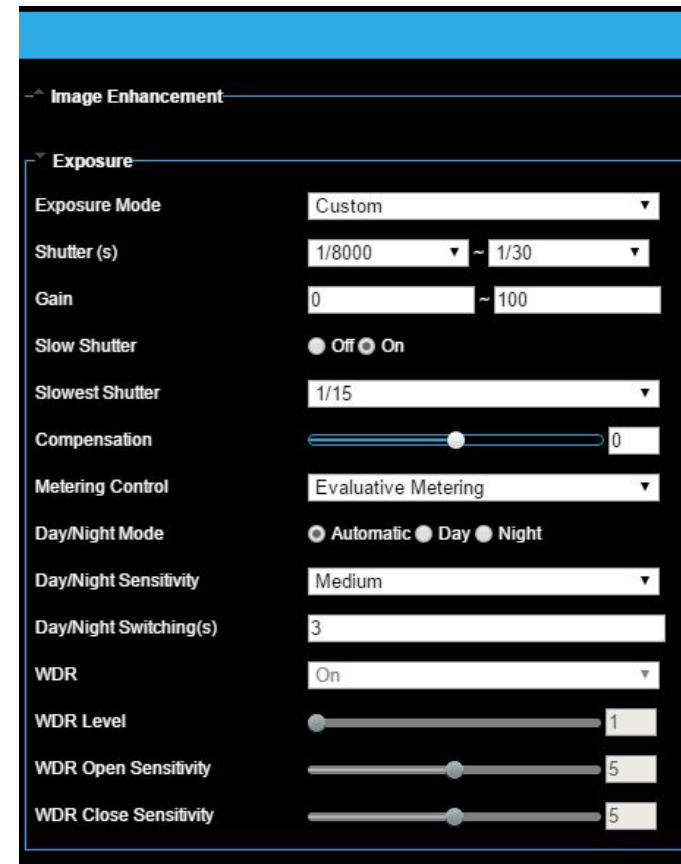 Image Enhancement
Exposure
Exposure Mode Custom
Shutter (s) 1/8000 ~ 1/30
Gain 0 ~ 100
Slow Shutter Off On
Slowest Shutter 1/15
Compensation 0
Metering Control Evaluative Metering
Day/Night Mode Automatic Day Night
Day/Night Sensitivity Medium
Day/Night Switching(s) 3
WDR On
WDR Level 1
WDR Open Sensitivity 5
WDR Close Sensitivity 5